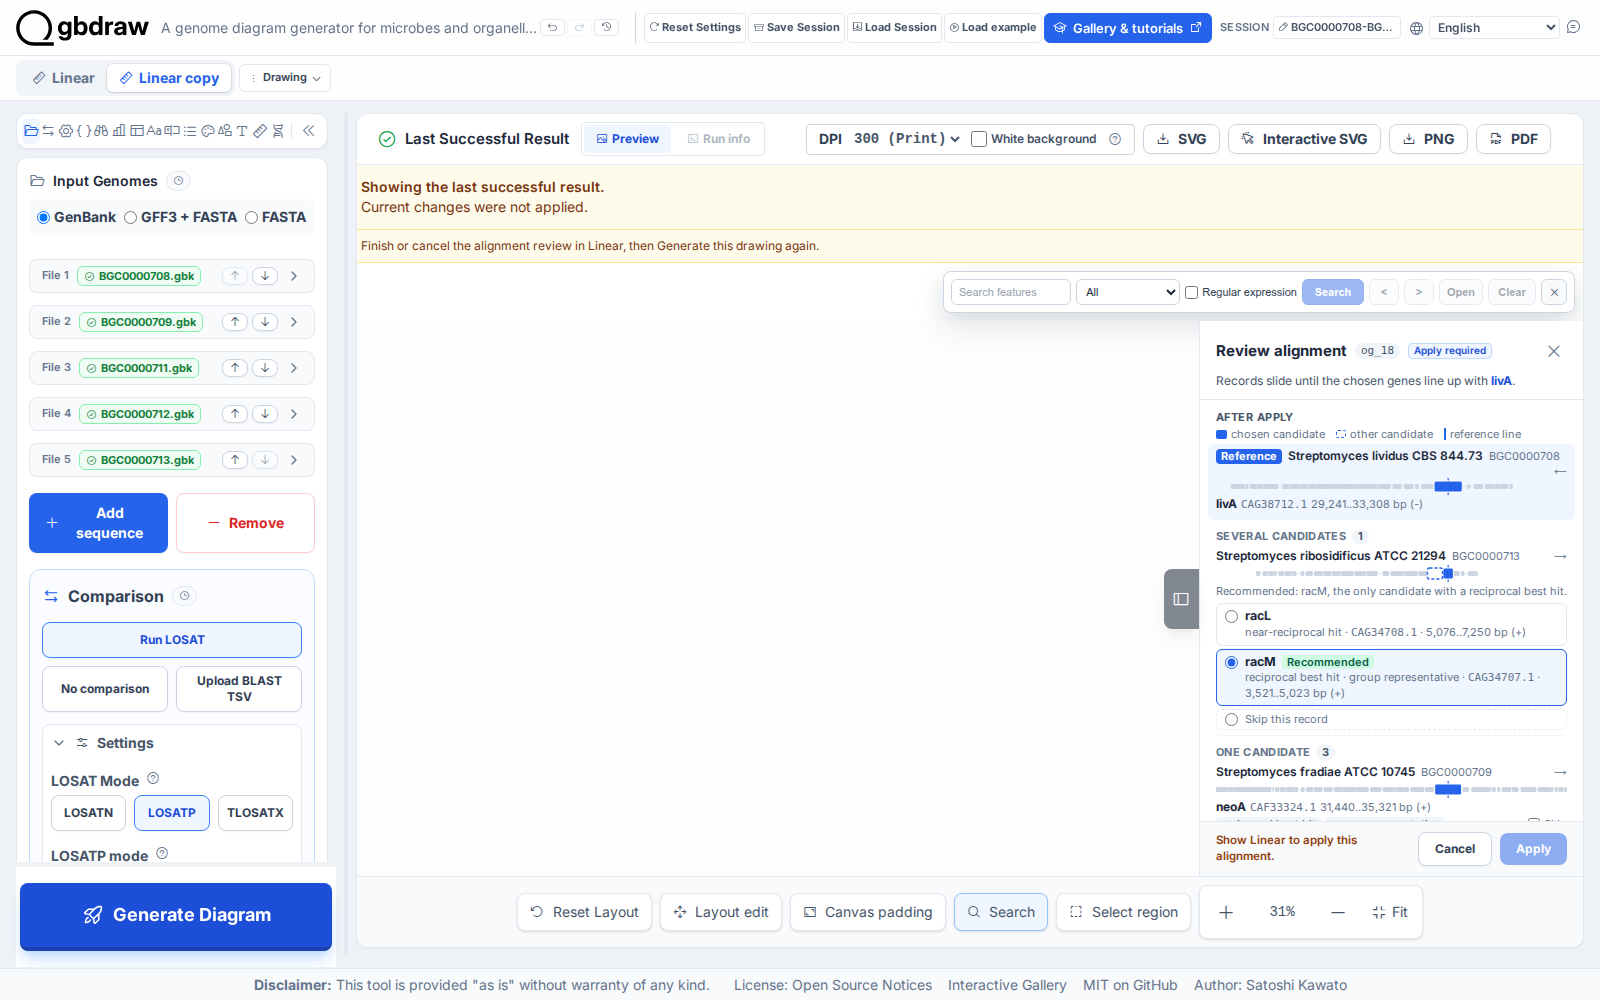 gbdraw A genome diagram generator for microbes and organell... Reset Settings Save Session Load Session Load example Gallery & tutorials SESSION BGC0000708-BG... English
Linear Linear copy Drawing
Input Genomes
GenBank GFF3 + FASTA FASTA
File 1 BGC0000708.gbk
File 2 BGC0000709.gbk
File 3 BGC0000711.gbk
File 4 BGC0000712.gbk
File 5 BGC0000713.gbk
Add sequence
Remove
Comparison
Run LOSAT
No comparison
Upload BLAST TSV
Settings
LOSAT Mode
LOSATN LOSATP TLOSATX
LOSATP mode
Generate Diagram
Last Successful Result Preview Run info DPI 300 (Print) White background SVG Interactive SVG PNG PDF
Showing the last successful result.
Current changes were not applied.
Finish or cancel the alignment review in Linear, then Generate this drawing again.
Search features All Regular expression Search < > Open Clear ×
Review alignment og_18 Apply required
Records slide until the chosen genes line up with livA.
AFTER APPLY
chosen candidate other candidate reference line
Reference Streptomyces lividus CBS 844.73 BGC0000708
←
livA CAG38712.1 29,241..33,308 bp (-)
SEVERAL CANDIDATES 1
Streptomyces ribosidificus ATCC 21294 BGC0000713 →
Recommended: racM, the only candidate with a reciprocal best hit.
racL
near-reciprocal hit · CAG34708.1 · 5,076..7,250 bp (+)
racM Recommended
reciprocal best hit · group representative · CAG34707.1 ·
3,521..5,023 bp (+)
Skip this record
ONE CANDIDATE 3
Streptomyces fradiae ATCC 10745 BGC0000709 →
neoA CAF33324.1 31,440..35,321 bp (+)
Show Linear to apply this
alignment.
Cancel Apply
Reset Layout Layout edit Canvas padding Search Select region + 31% − Fit
Disclaimer: This tool is provided "as is" without warranty of any kind. License: Open Source Notices Interactive Gallery MIT on GitHub Author: Satoshi Kawato